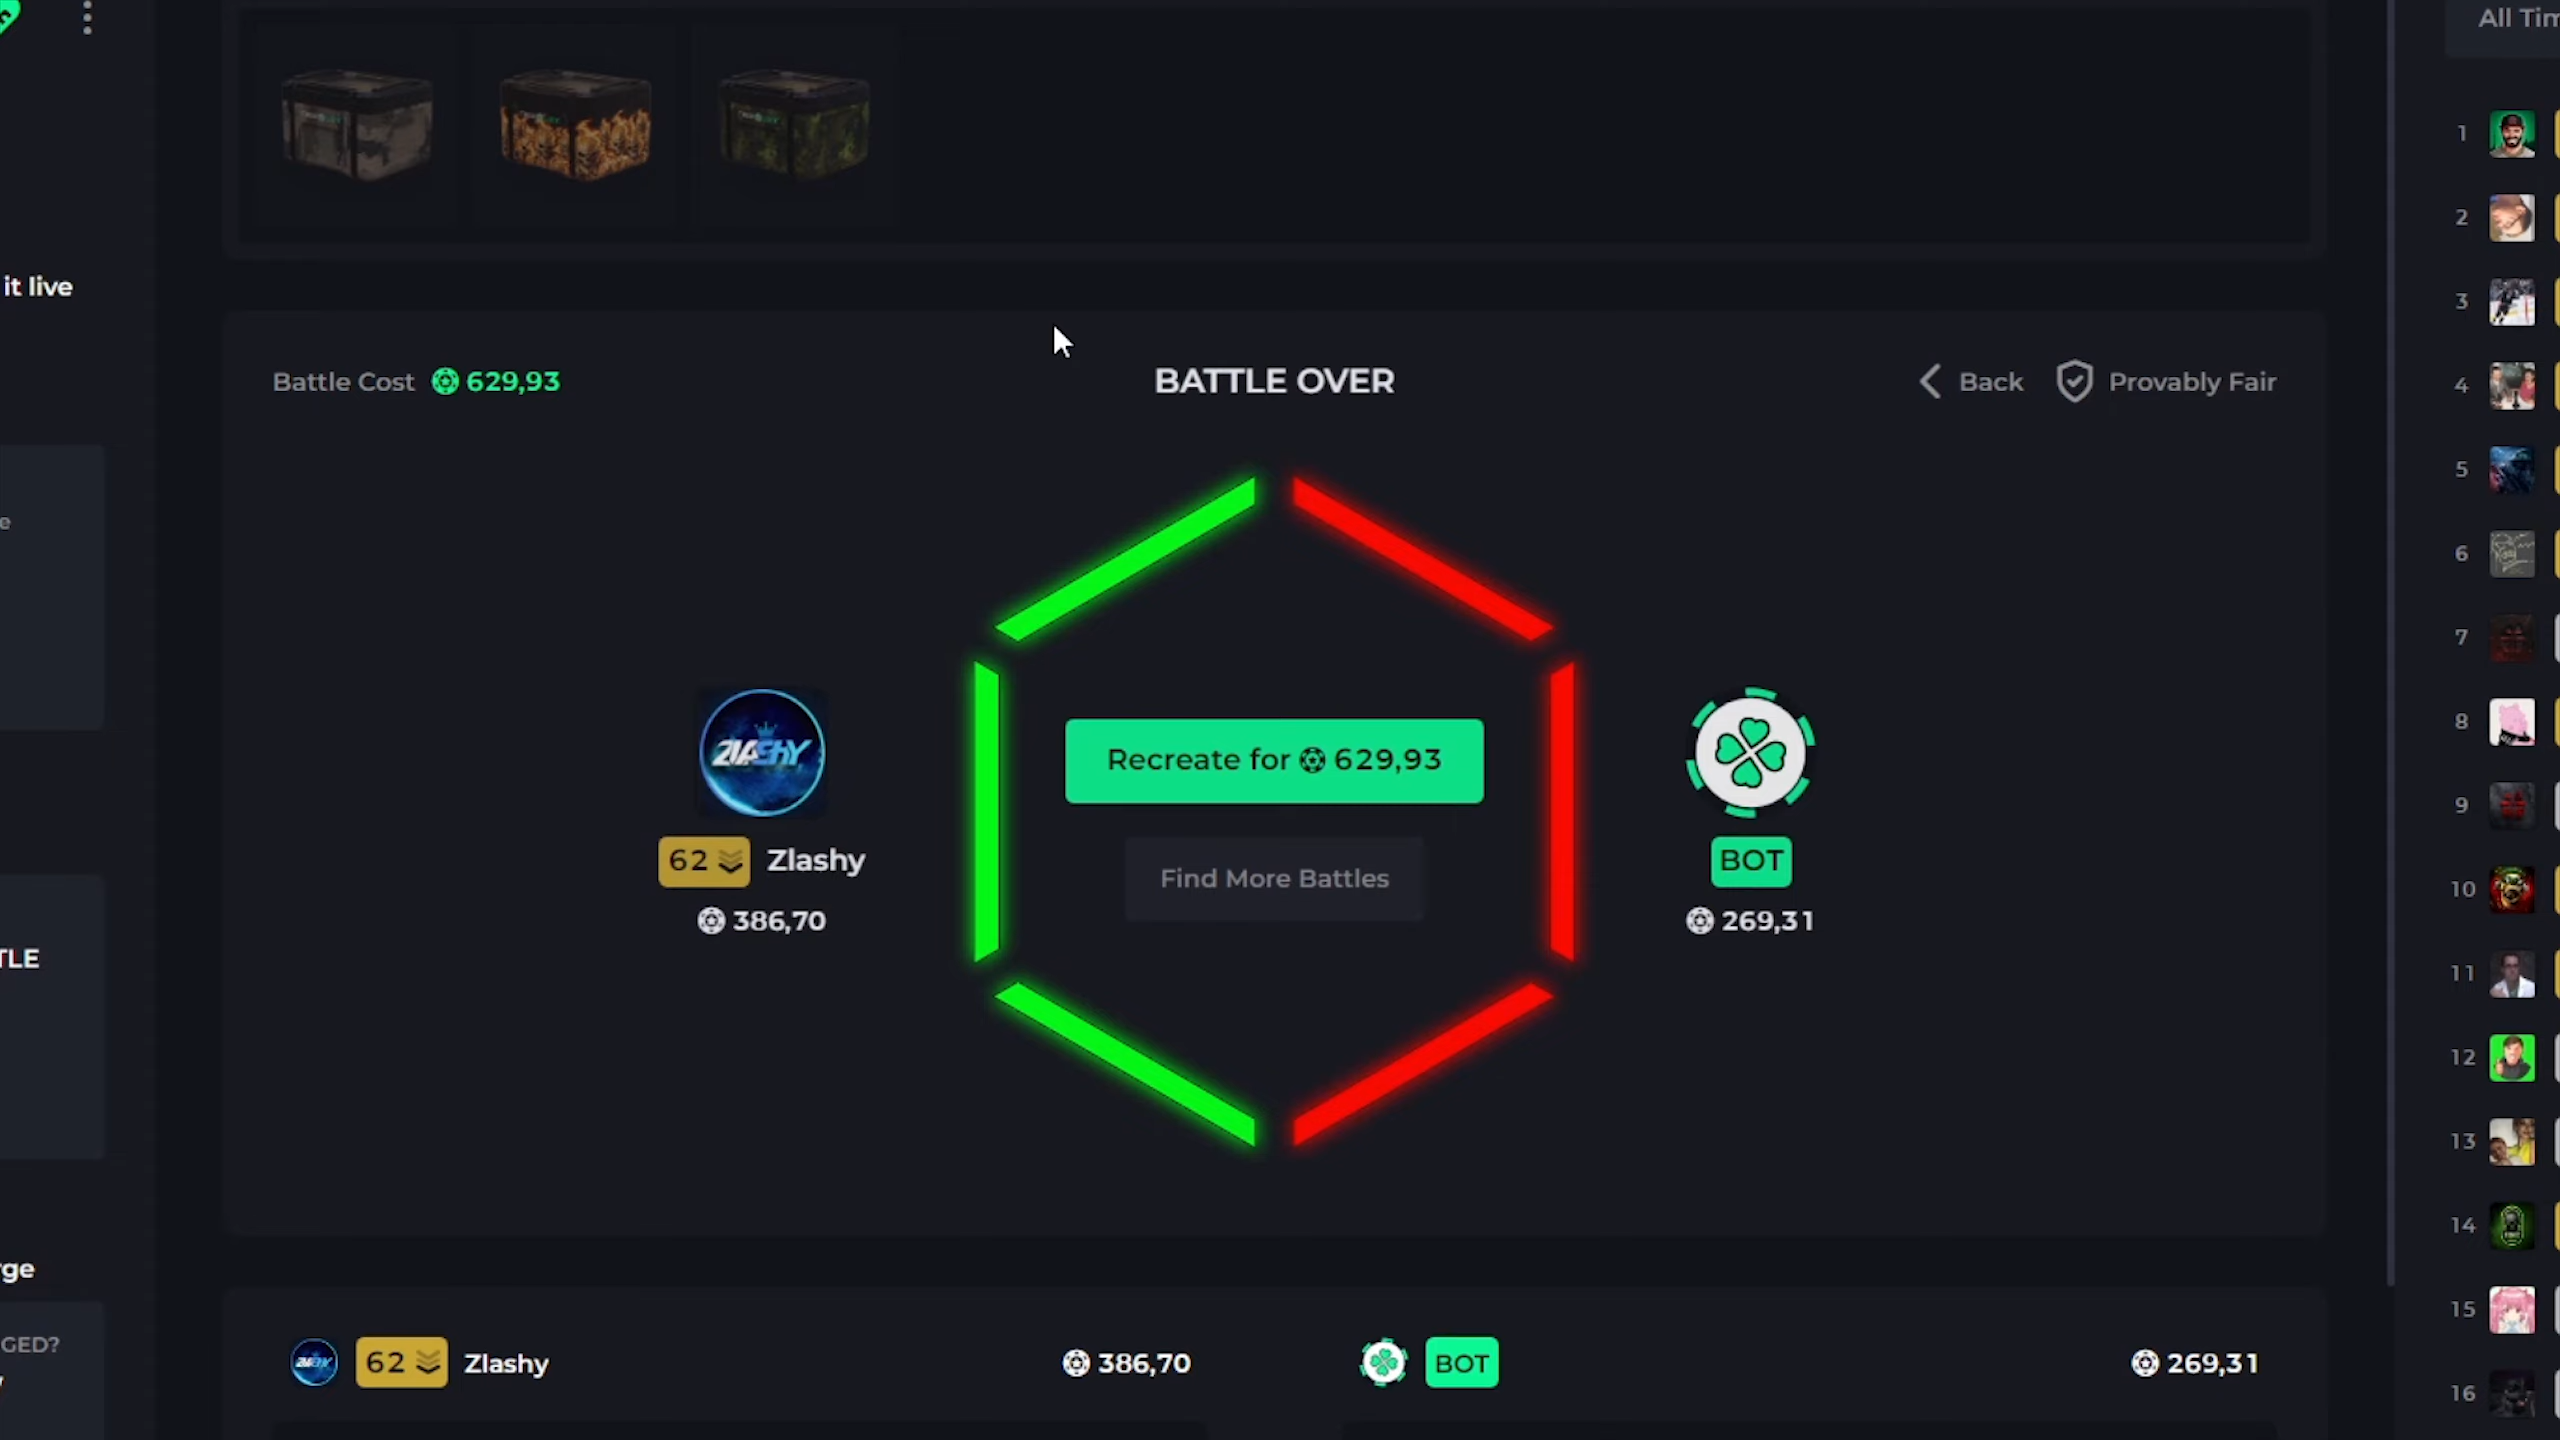 All Tim
it live
Battle Cost 629,93
BATTLE OVER
Back
Provably Fair
e
ZLASHY
Recreate for 629,93
62 Zlashy
386,70
Find More Battles
BOT
269,31
TLE
rge
GED?
62 Zlashy
386,70
BOT
269,31
1
2
3
4
5
6
7
8
9
10
11
12
13
14
15
16